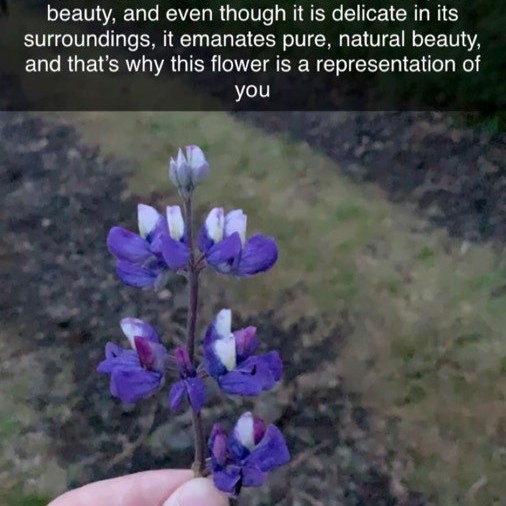 beauty, and even though it is delicate in its
surroundings, it emanates pure, natural beauty,
and that’s why this flower is a representation of
you